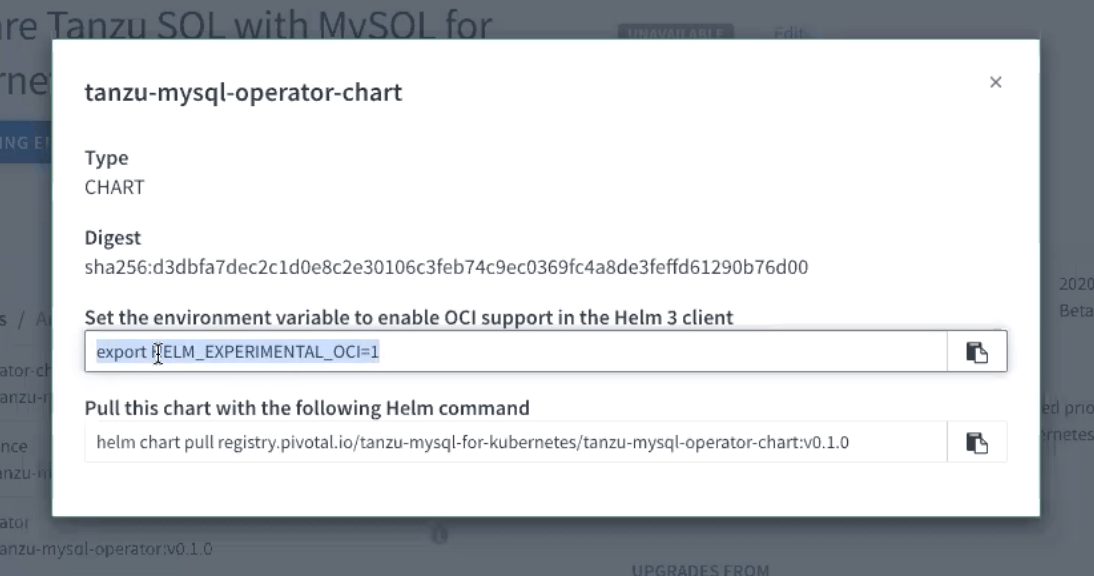 re Tanzu SQL with MySQL for
rne
UNAVAILABLE
Edit
ING E
tanzu-mysql-operator-chart
×
Type
CHART
Digest
sha256:d3dbfa7dec2c1d0e8c2e30106c3feb74c9ec0369fc4a8de3feffd61290b76d00
Set the environment variable to enable OCI support in the Helm 3 client
export HELM_EXPERIMENTAL_OCI=1
Pull this chart with the following Helm command
helm chart pull registry.pivotal.io/tanzu-mysql-for-kubernetes/tanzu-mysql-operator-chart:v0.1.0
s / A
ator-ch
anzu-m
nce
anzu-m
ator
anzu-mysql-operator:v0.1.0
2020
Beta
ed prio
rnetes
UPGRADES FROM